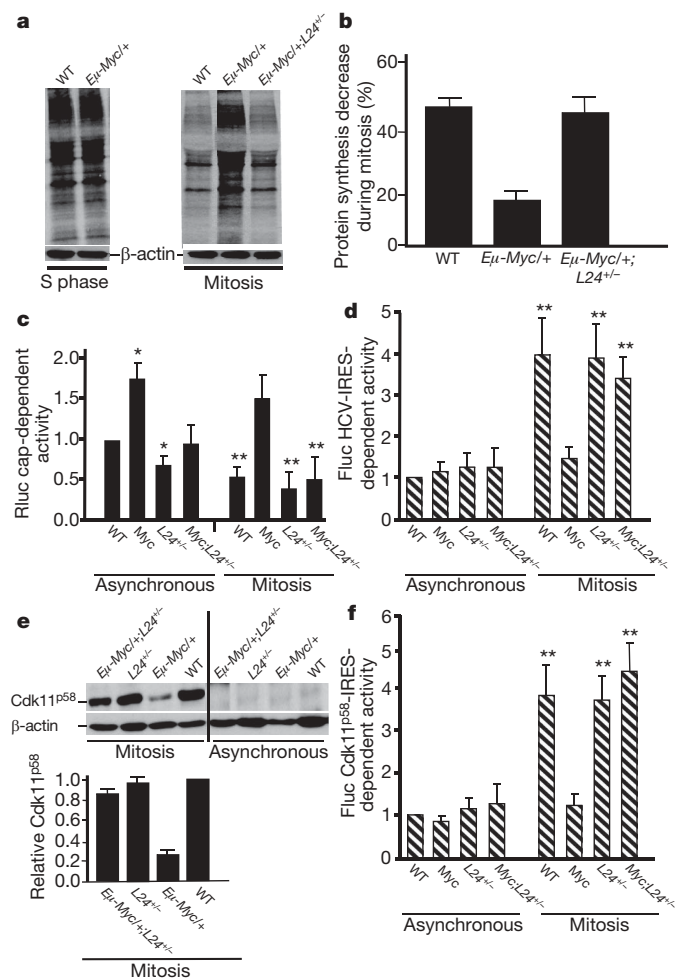 a
WT
Eμ-Myc/+
WT
Eμ-Myc/+
Eμ-Myc/+;L24+/-
β-actin
S phase
Mitosis
b
Protein synthesis decrease
during mitosis (%)
60
40
20
0
WT
Eμ-Myc/+
Eμ-Myc/+;
L24+/-
c
Rluc cap-dependent
activity
2.0
1.5
1.0
0.5
0.0
*
*
**
**
**
WT
Myc
L24+/-
Myc;L24+/-
WT
Myc
L24+/-
Myc;L24+/-
Asynchronous
Mitosis
d
Fluc HCV-IRES-
dependent activity
5
4
3
2
1
0
**
**
**
WT
Myc
L24+/-
Myc;L24+/-
WT
Myc
L24+/-
Myc;L24+/-
Asynchronous
Mitosis
e
Eμ-Myc/+;L24+/-
L24+/-
Eμ-Myc/+
WT
Eμ-Myc/+;L24+/-
L24+/-
Eμ-Myc/+
WT
Cdk11p58
β-actin
Mitosis
Asynchronous
Relative Cdk11p58
1.0
0.8
0.6
0.4
0.2
0.0
Eμ-Myc/+;L24+/-
L24+/-
Eμ-Myc/+
WT
Mitosis
f
Fluc Cdk11p58-IRES-
dependent activity
6
5
4
3
2
1
0
**
**
**
WT
Myc
L24+/-
Myc;L24+/-
WT
Myc
L24+/-
Myc;L24+/-
Asynchronous
Mitosis